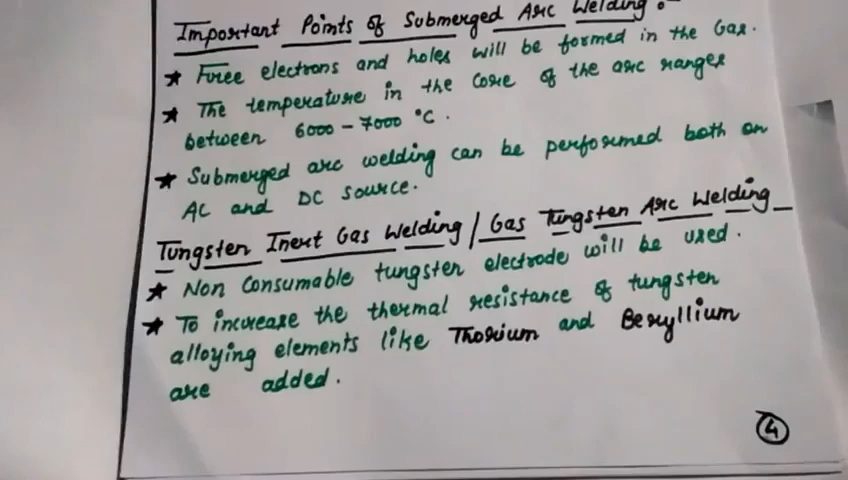 Important Points of Submerged Arc Welding :-
★ Free electrons and holes will be formed in the Gas.
★ The temperature in the core of the arc ranges
between 6000 - 7000 °C.
★ Submerged arc welding can be performed both on
AC and DC source.
Tungsten Inert Gas Welding / Gas Tungsten Arc Welding
★ Non Consumable tungsten electrode will be used.
★ To increase the thermal resistance of tungsten
alloying elements like Thorium and Beryllium
are added.
4